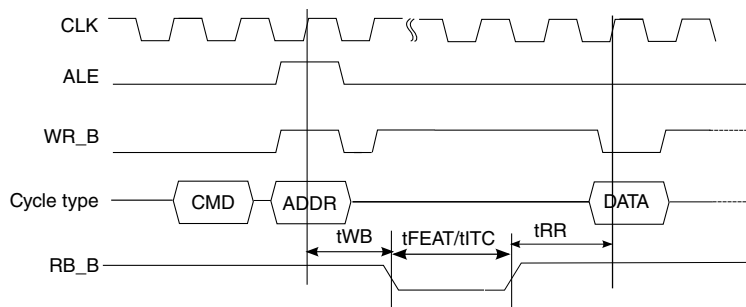 CLK
ALE
WR_B
Cycle type
CMD
ADDR
DATA
tWB
tFEAT/tITC
tRR
RB_B